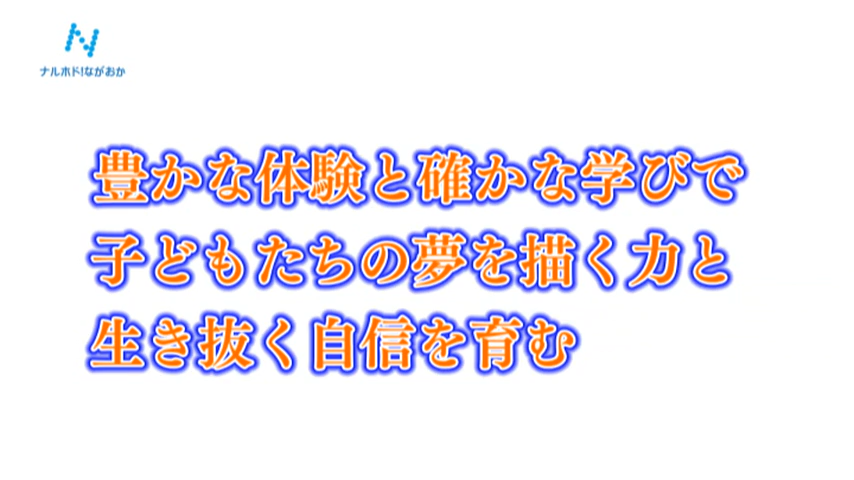 ナルホド!ながおか
豊かな体験と確かな学びで
子どもたちの夢を描く力と
生き抜く自信を育む